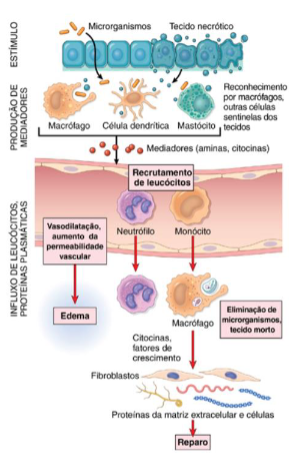 ESTÍMULO
Microrganismos
Tecido necrótico
PRODUÇÃO DE
MEDIADORES
Macrófago
Célula dendrítica
Mastócito
Reconhecimento
por macrófagos,
outras células
sentinelas dos
tecidos
Mediadores (aminas, citocinas)
INFLUXO DE LEUCÓCITOS,
PROTEÍNAS PLASMÁTICAS
Recrutamento
de leucócitos
Vasodilatação,
aumento da
permeabilidade
vascular
Neutrófilo
Monócito
Edema
Macrófago
Eliminação de
microrganismos,
tecido morto
Citocinas,
fatores de
crescimento
Fibroblastos
Proteínas da matriz extracelular e células
Reparo